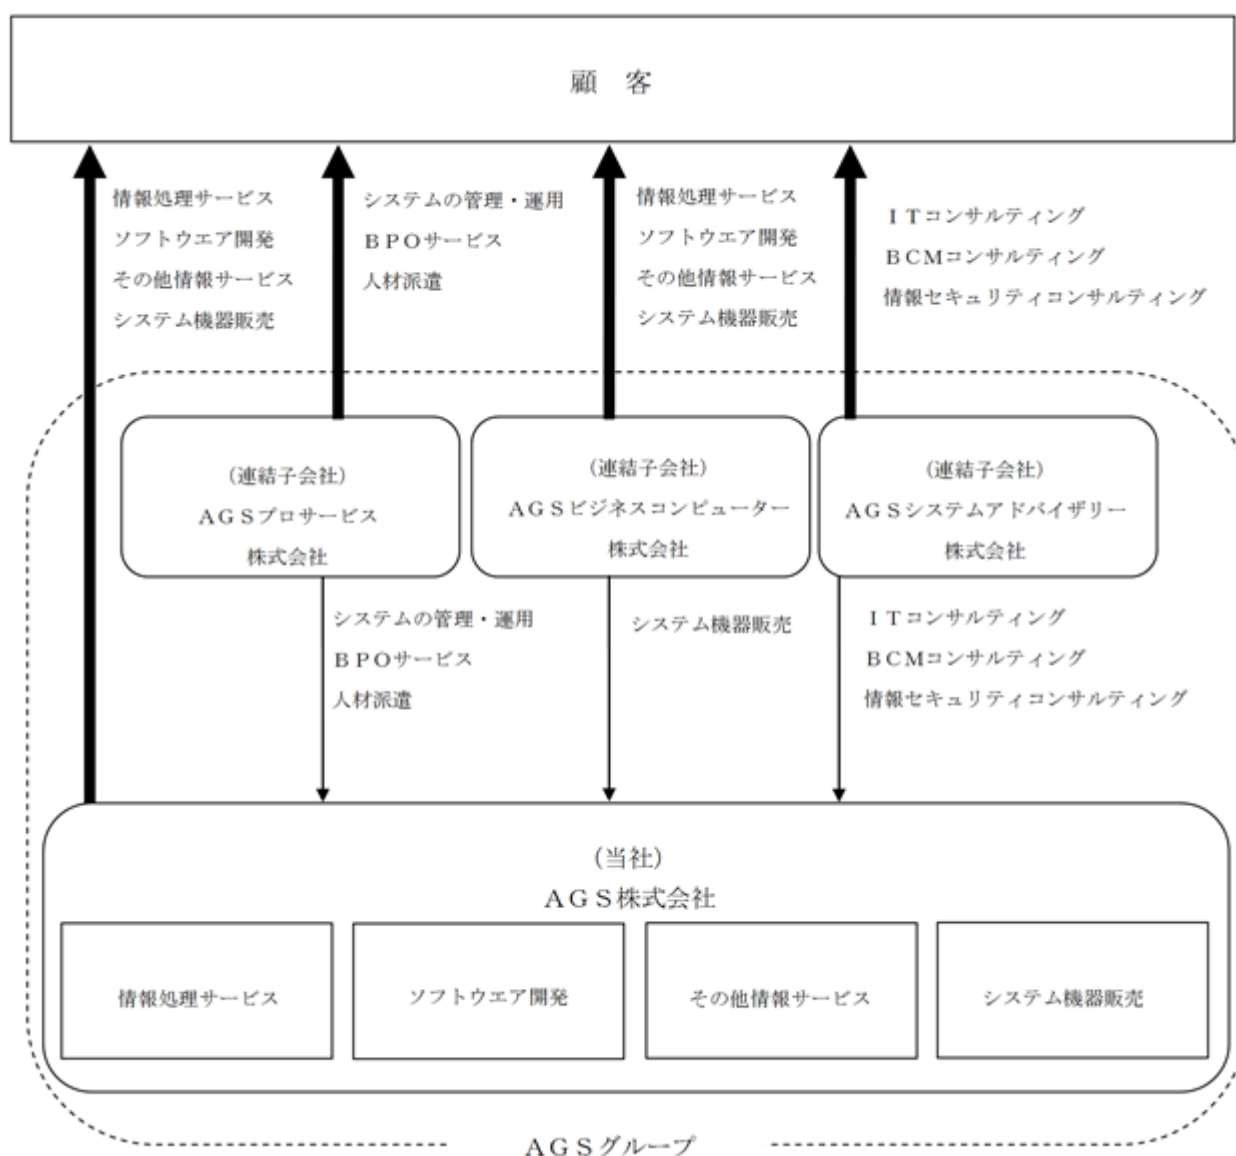 顧　客
情報処理サービス
ソフトウエア開発
その他情報サービス
システム機器販売
システムの管理・運用
ＢＰＯサービス
人材派遣
情報処理サービス
ソフトウエア開発
その他情報サービス
システム機器販売
ＩＴコンサルティング
ＢＣＭコンサルティング
情報セキュリティコンサルティング
（連結子会社）
ＡＧＳプロサービス
株式会社
（連結子会社）
ＡＧＳビジネスコンピューター
株式会社
（連結子会社）
ＡＧＳシステムアドバイザリー
株式会社
システムの管理・運用
ＢＰＯサービス
人材派遣
システム機器販売
ＩＴコンサルティング
ＢＣＭコンサルティング
情報セキュリティコンサルティング
（当社）
ＡＧＳ株式会社
情報処理サービス
ソフトウエア開発
その他情報サービス
システム機器販売
ＡＧＳグループ